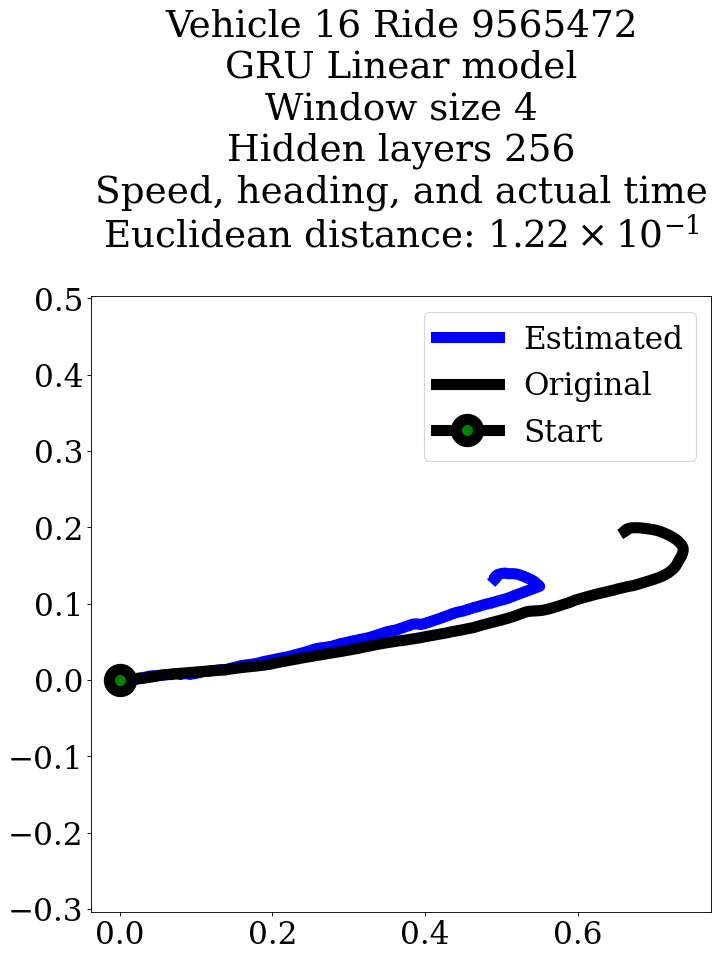 Vehicle 16 Ride 9565472
GRU Linear model
Window size 4
Hidden layers 256
Speed, heading, and actual time
Euclidean distance: 1.22 × 10⁻¹
Estimated
Original
Start
0.5
0.4
0.3
0.2
0.1
0.0
−0.1
−0.2
−0.3
0.0 0.2 0.4 0.6